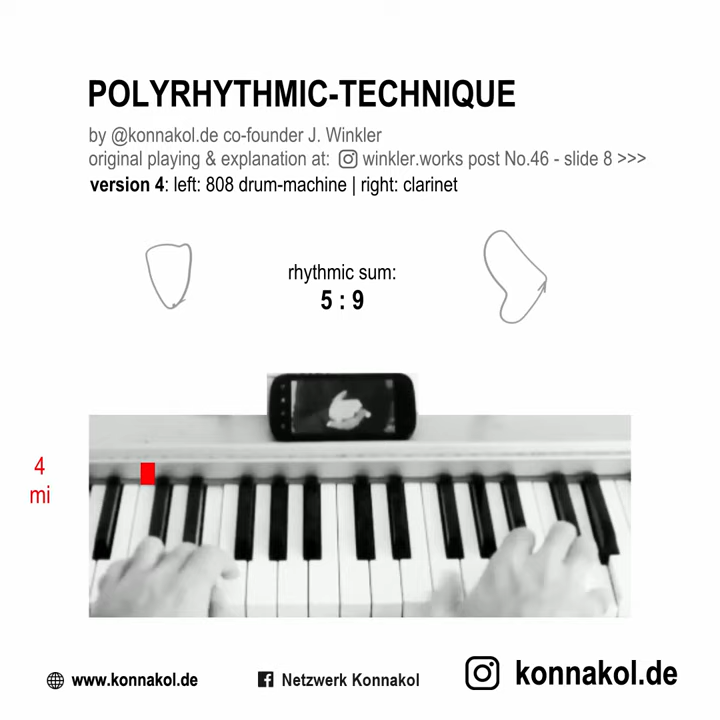 POLYRHYTHMIC-TECHNIQUE
by @konnakol.de co-founder J. Winkler
original playing & explanation at: winkler.works post No.46 - slide 8 >>>
version 4: left: 808 drum-machine | right: clarinet
rhythmic sum:
5 : 9
4
mi
www.konnakol.de
Netzwerk Konnakol
konnakol.de